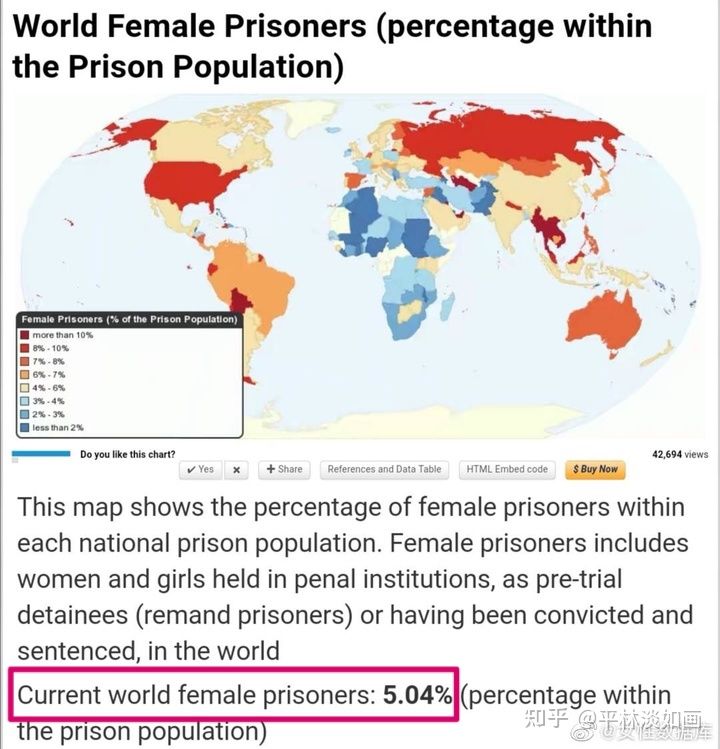 World Female Prisoners (percentage within
the Prison Population)
Female Prisoners (% of the Prison Population)
more than 10%
8% - 10%
7% - 8%
6% - 7%
4% - 6%
3% - 4%
2% - 3%
less than 2%
Do you like this chart?
42,694 views
✔ Yes
✖
+ Share
References and Data Table
HTML Embed code
$ Buy Now
This map shows the percentage of female prisoners within
each national prison population. Female prisoners includes
women and girls held in penal institutions, as pre-trial
detainees (remand prisoners) or having been convicted and
sentenced, in the world
Current world female prisoners: 5.04% (percentage within
the prison population)
知乎 @平林淡如画
@女性数据库